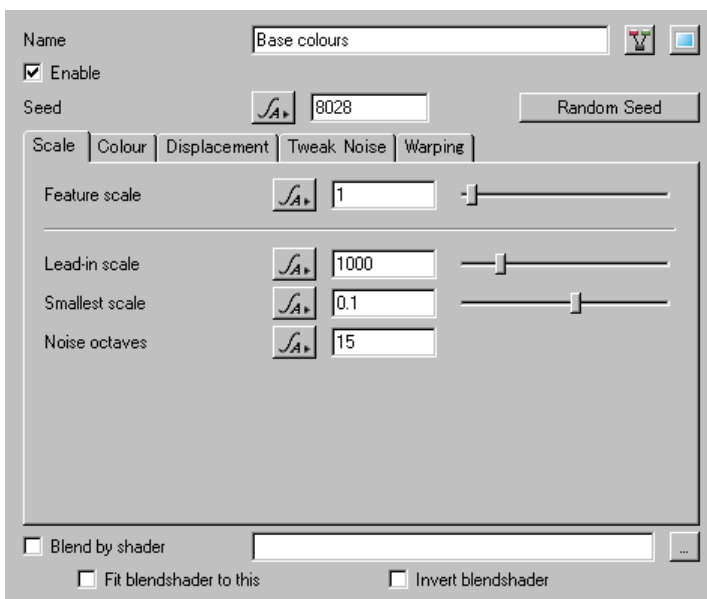 Name Base colours
Enable
Seed 8028 Random Seed
Scale Colour Displacement Tweak Noise Warping
Feature scale 1
Lead-in scale 1000
Smallest scale 0.1
Noise octaves 15
Blend by shader ...
Fit blendshader to this Invert blendshader